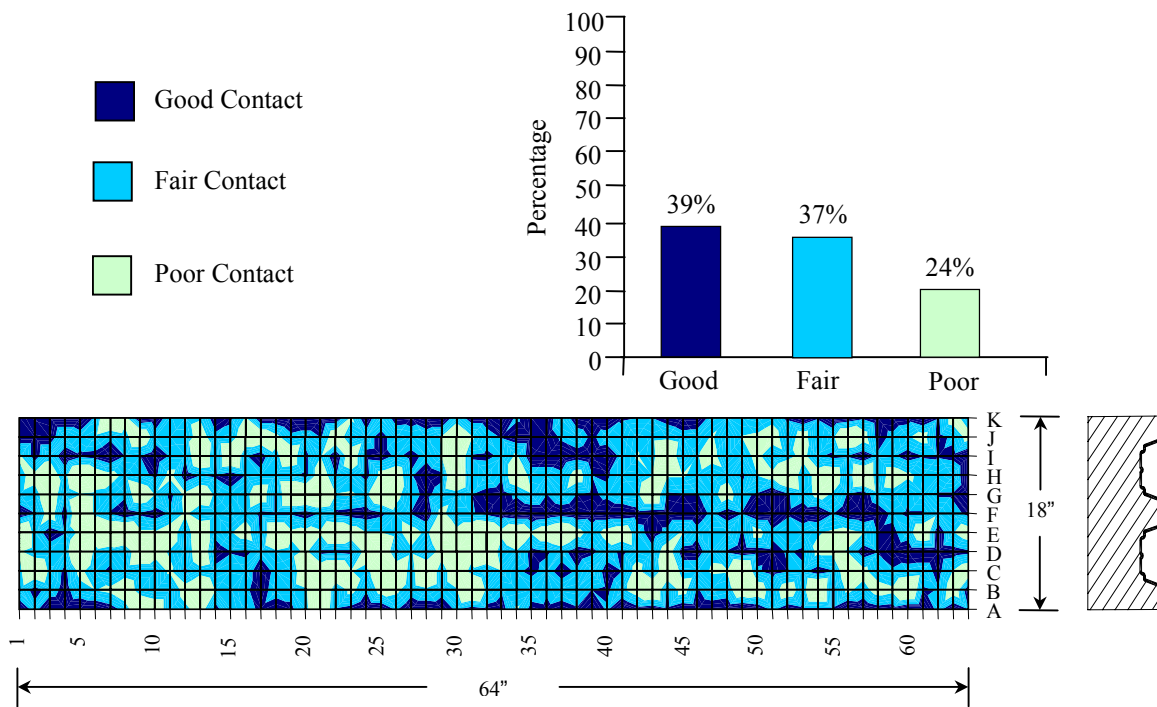 Good Contact
Fair Contact
Poor Contact
Percentage
100
90
80
70
60
50
40
30
20
10
0
39%
37%
24%
Good Fair Poor
K
J
I
H
G
F
E
D
C
B
A
18”
1 5 10 15 20 25 30 35 40 45 50 55 60
64”